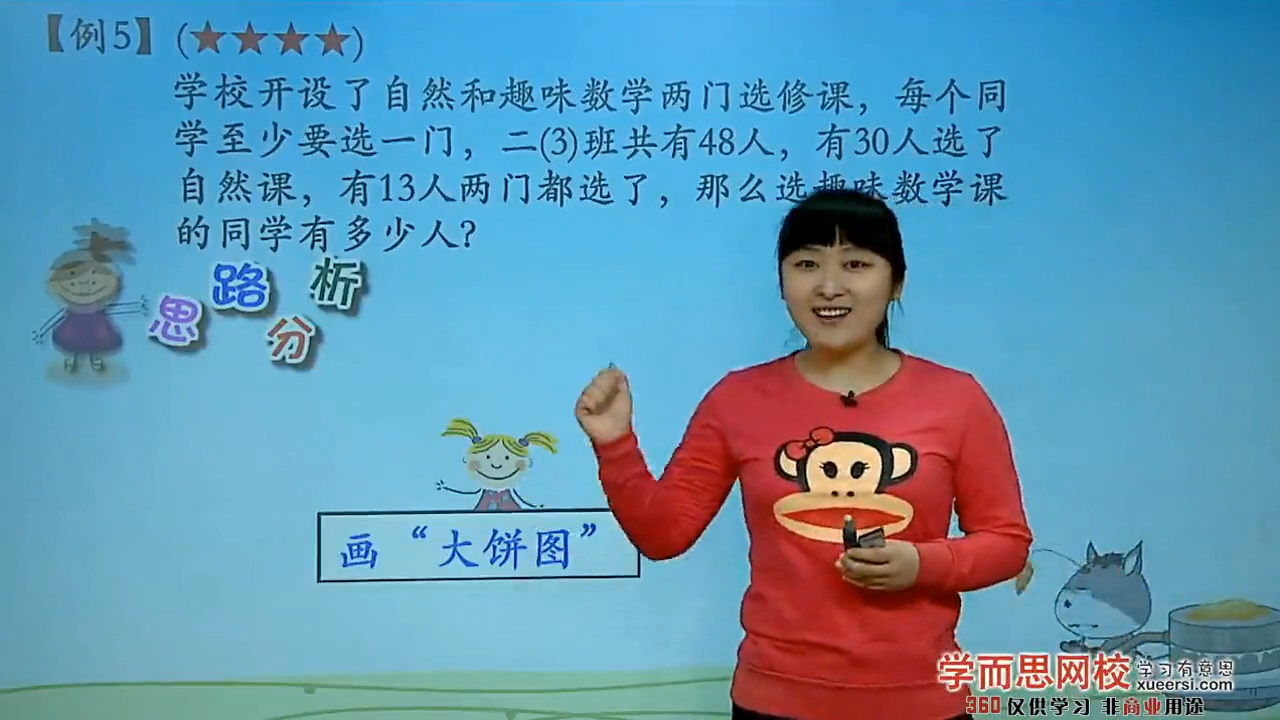 【例5】(★★★★)
学校开设了自然和趣味数学两门选修课，每个同
学至少要选一门，二(3)班共有48人，有30人选了
自然课，有13人两门都选了，那么选趣味数学课
的同学有多少人?
思路分析
画“大饼图”
学而思网校 学习有意思
xueersi.com
360 仅供学习 非商业用途